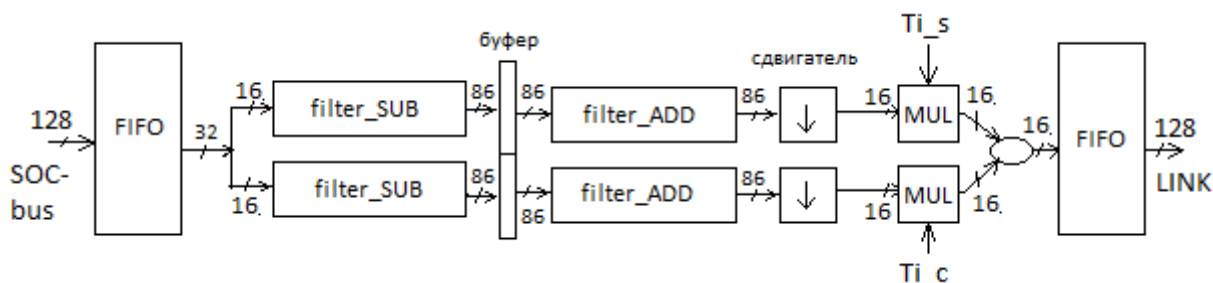 Ti_s
буфер
сдвигатель
128
FIFO
32
16.
filter_SUB
86
86
filter_ADD
86
16.
MUL
16.
16.
FIFO
128
SOC-
bus
LINK
16.
filter_SUB
86
86
filter_ADD
86
16
MUL
16.
Ti_c